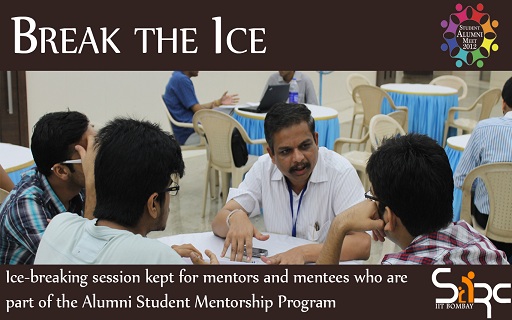 BREAK THE ICE
STUDENT
ALUMNI
MEET
2012
Ice-breaking session kept for mentors and mentees who are
part of the Alumni Student Mentorship Program
SARC
IIT BOMBAY